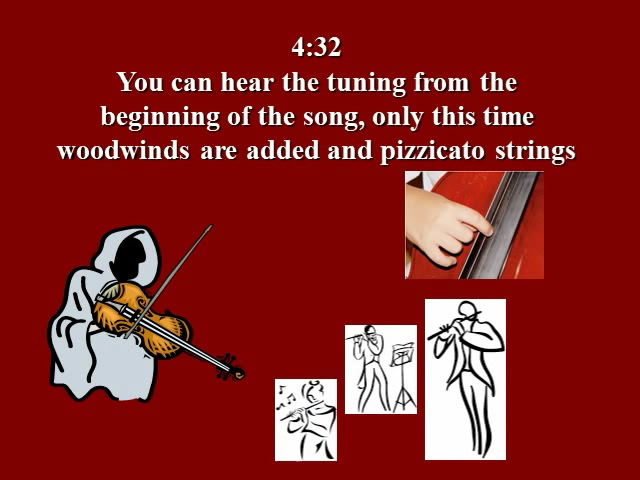 4:32
You can hear the tuning from the
beginning of the song, only this time
woodwinds are added and pizzicato strings